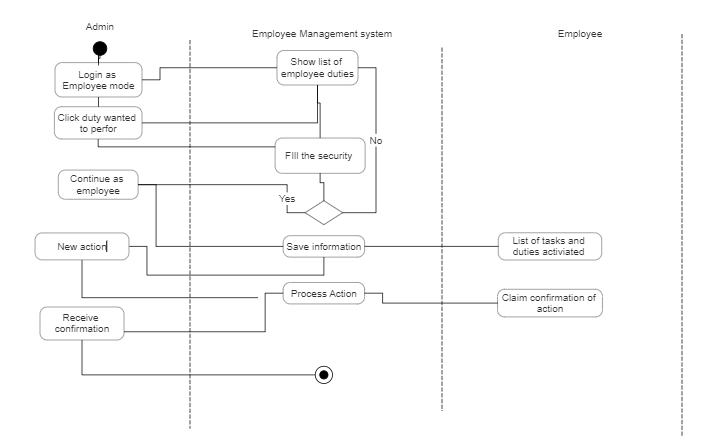 Admin
Employee Management system
Employee
Login as
Employee mode
Show list of
employee duties
Click duty wanted
to perfor
No
FIll the security
Continue as
employee
Yes
New action
Save information
List of tasks and
duties activiated
Process Action
Claim confirmation of
action
Receive
confirmation